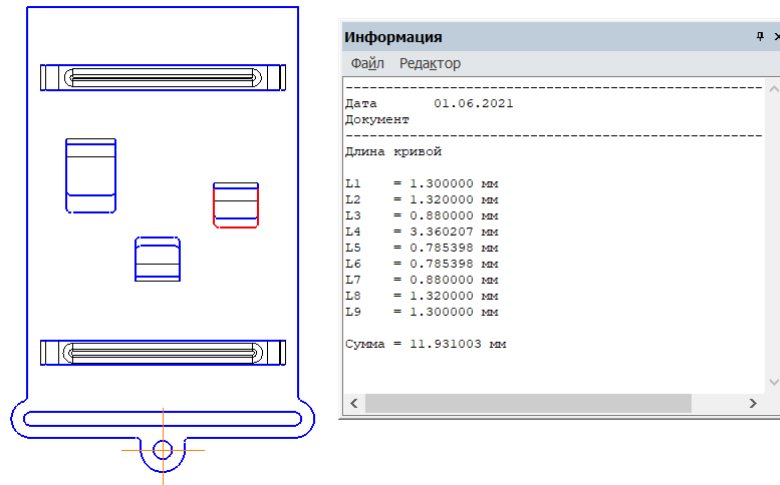 Информация
Файл Редактор
Дата 01.06.2021
Документ
Длина кривой
L1 = 1.300000 мм
L2 = 1.320000 мм
L3 = 0.880000 мм
L4 = 3.360207 мм
L5 = 0.785398 мм
L6 = 0.785398 мм
L7 = 0.880000 мм
L8 = 1.320000 мм
L9 = 1.300000 мм
Сумма = 11.931003 мм